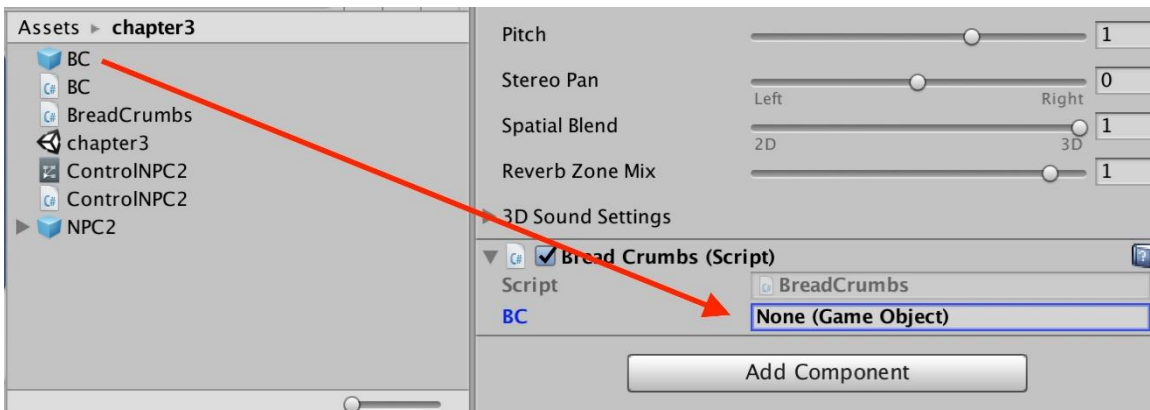 Assets ▸ chapter3
BC
BC
BreadCrumbs
chapter3
ControlNPC2
ControlNPC2
NPC2
Pitch 1
Stereo Pan 0
Left Right
Spatial Blend 1
2D 3D
Reverb Zone Mix 1
3D Sound Settings
C# Bread Crumbs (Script) ?
Script BreadCrumbs
BC None (Game Object)
Add Component